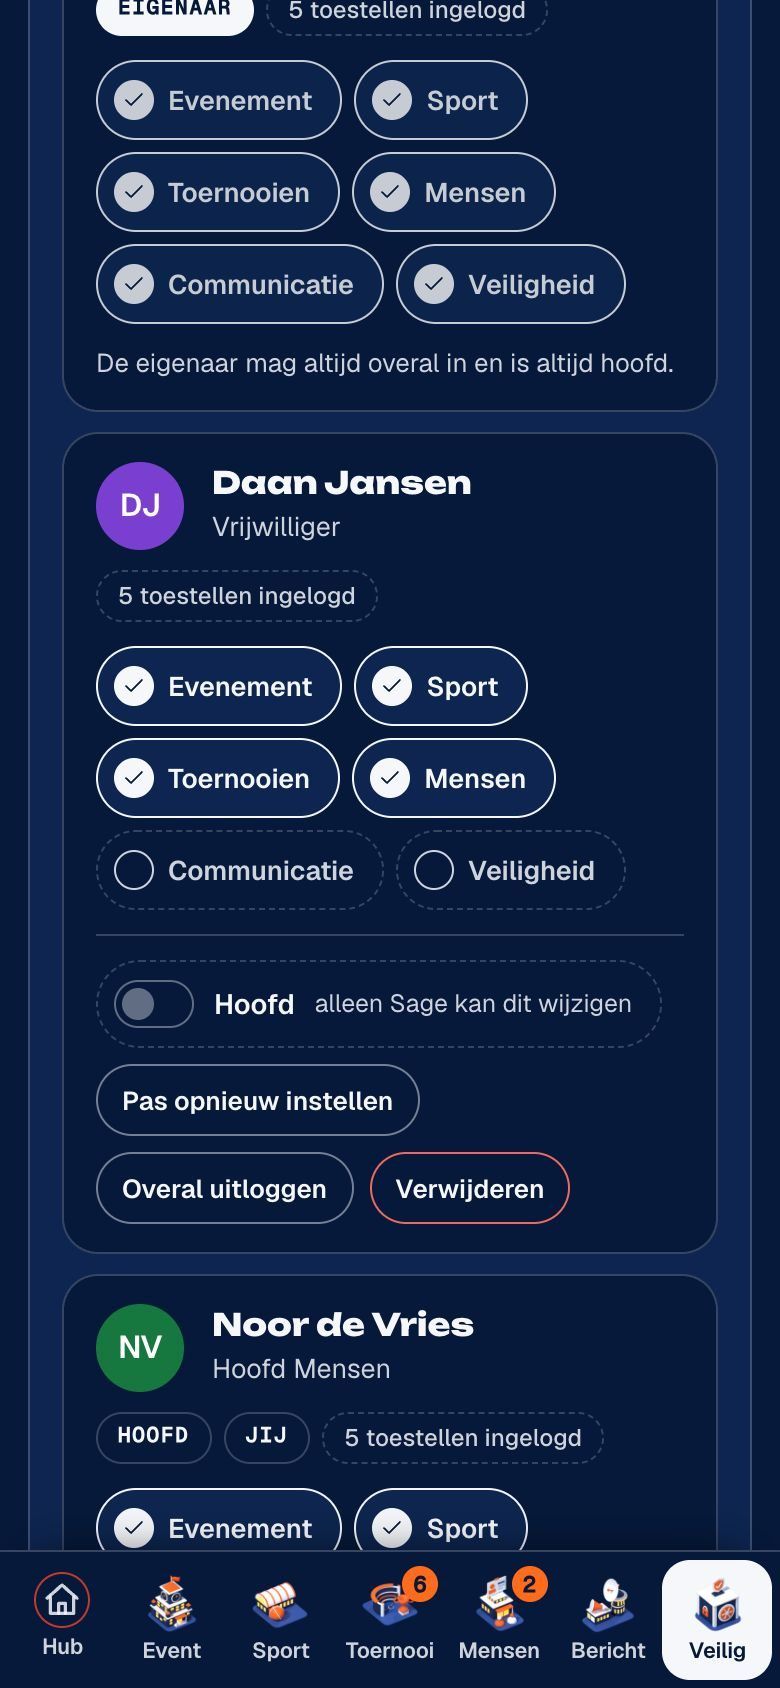 EIGENAAR 5 toestellen ingelogd
Evenement Sport
Toernooien Mensen
Communicatie Veiligheid
De eigenaar mag altijd overal in en is altijd hoofd.
DJ Daan Jansen
Vrijwilliger
5 toestellen ingelogd
Evenement Sport
Toernooien Mensen
Communicatie Veiligheid
Hoofd alleen Sage kan dit wijzigen
Pas opnieuw instellen
Overal uitloggen Verwijderen
NV Noor de Vries
Hoofd Mensen
HOOFD JIJ 5 toestellen ingelogd
Evenement Sport
6 2
Hub Event Sport Toernooi Mensen Bericht Veilig